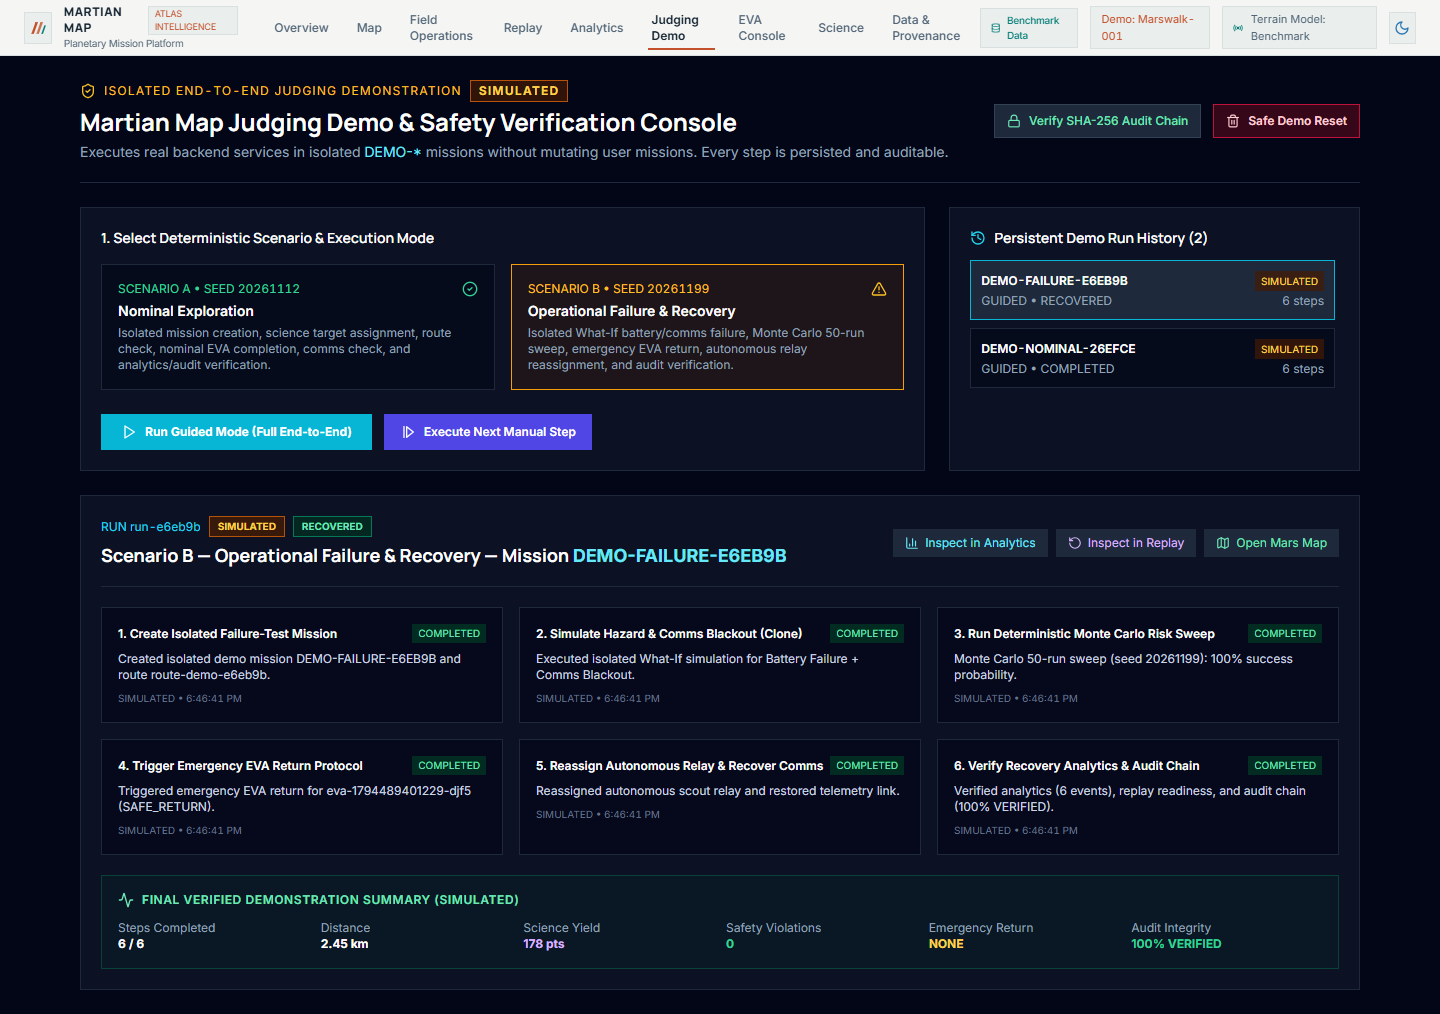 MARTIAN MAP
ATLAS INTELLIGENCE
Planetary Mission Platform
Overview
Map
Field Operations
Replay
Analytics
Judging Demo
EVA Console
Science
Data & Provenance
Benchmark Data
Demo: Marswalk-001
Terrain Model: Benchmark
ISOLATED END-TO-END JUDGING DEMONSTRATION
SIMULATED
Martian Map Judging Demo & Safety Verification Console
Executes real backend services in isolated DEMO-* missions without mutating user missions. Every step is persisted and auditable.
Verify SHA-256 Audit Chain
Safe Demo Reset
1. Select Deterministic Scenario & Execution Mode
SCENARIO A • SEED 20261112
Nominal Exploration
Isolated mission creation, science target assignment, route
check, nominal EVA completion, comms check, and
analytics/audit verification.
SCENARIO B • SEED 20261199
Operational Failure & Recovery
Isolated What-If battery/comms failure, Monte Carlo 50-run
sweep, emergency EVA return, autonomous relay
reassignment, and audit verification.
Run Guided Mode (Full End-to-End)
Execute Next Manual Step
Persistent Demo Run History (2)
DEMO-FAILURE-E6EB9B
SIMULATED
GUIDED • RECOVERED
6 steps
DEMO-NOMINAL-26EFCE
SIMULATED
GUIDED • COMPLETED
6 steps
RUN run-e6eb9b
SIMULATED
RECOVERED
Scenario B — Operational Failure & Recovery — Mission DEMO-FAILURE-E6EB9B
Inspect in Analytics
Inspect in Replay
Open Mars Map
1. Create Isolated Failure-Test Mission
COMPLETED
Created isolated demo mission DEMO-FAILURE-E6EB9B and
route route-demo-e6eb9b.
SIMULATED • 6:46:41 PM
2. Simulate Hazard & Comms Blackout (Clone)
COMPLETED
Executed isolated What-If simulation for Battery Failure +
Comms Blackout.
SIMULATED • 6:46:41 PM
3. Run Deterministic Monte Carlo Risk Sweep
COMPLETED
Monte Carlo 50-run sweep (seed 20261199): 100% success
probability.
SIMULATED • 6:46:41 PM
4. Trigger Emergency EVA Return Protocol
COMPLETED
Triggered emergency EVA return for eva-1794489401229-djf5
(SAFE_RETURN).
SIMULATED • 6:46:41 PM
5. Reassign Autonomous Relay & Recover Comms
COMPLETED
Reassigned autonomous scout relay and restored telemetry link.
SIMULATED • 6:46:41 PM
6. Verify Recovery Analytics & Audit Chain
COMPLETED
Verified analytics (6 events), replay readiness, and audit chain
(100% VERIFIED).
SIMULATED • 6:46:41 PM
FINAL VERIFIED DEMONSTRATION SUMMARY (SIMULATED)
Steps Completed
6 / 6
Distance
2.45 km
Science Yield
178 pts
Safety Violations
0
Emergency Return
NONE
Audit Integrity
100% VERIFIED